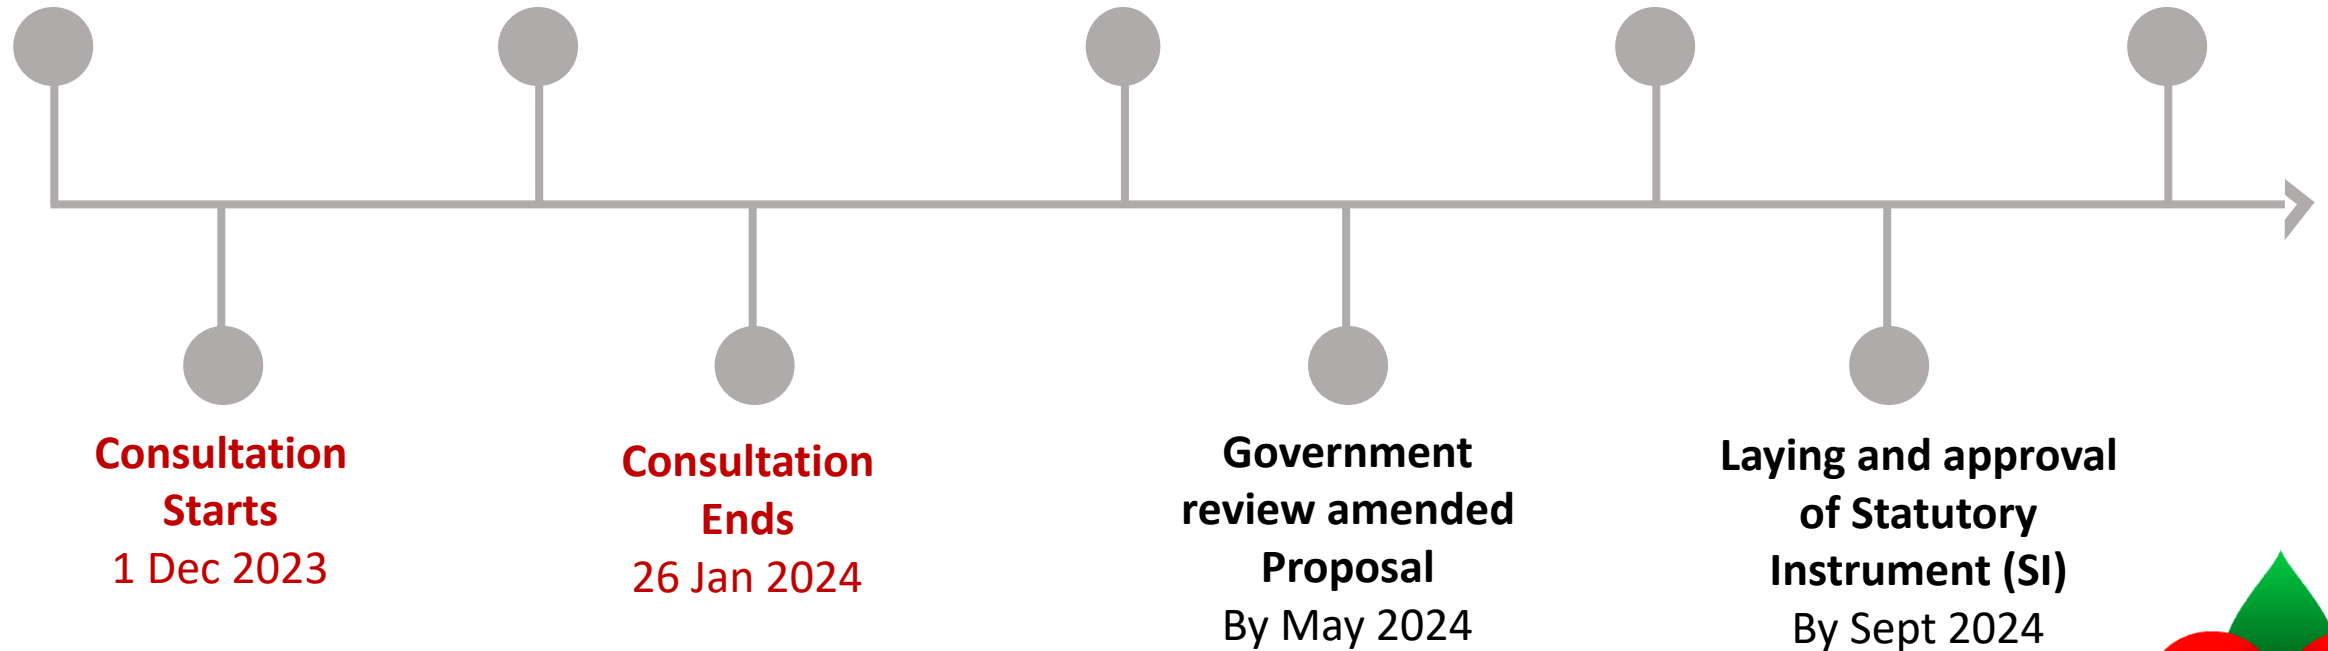 Consultation
Starts
1 Dec 2023
Consultation
Ends
26 Jan 2024
Government
review amended
Proposal
By May 2024
Laying and approval
of Statutory
Instrument (SI)
By Sept 2024